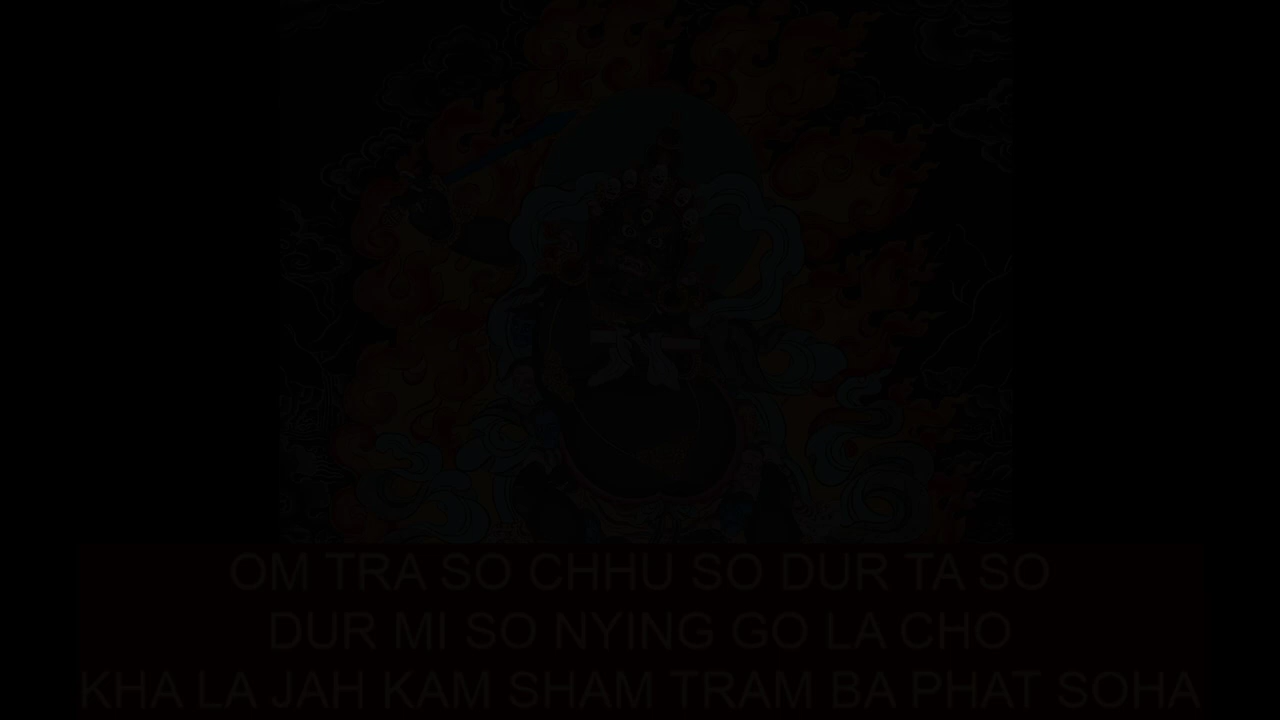 OM TRA SO CHHU SO DUR TA SO
DUR MI SO NYING GO LA CHO
KHA LA JAH KAM SHAM TRAM BA PHAT SOHA